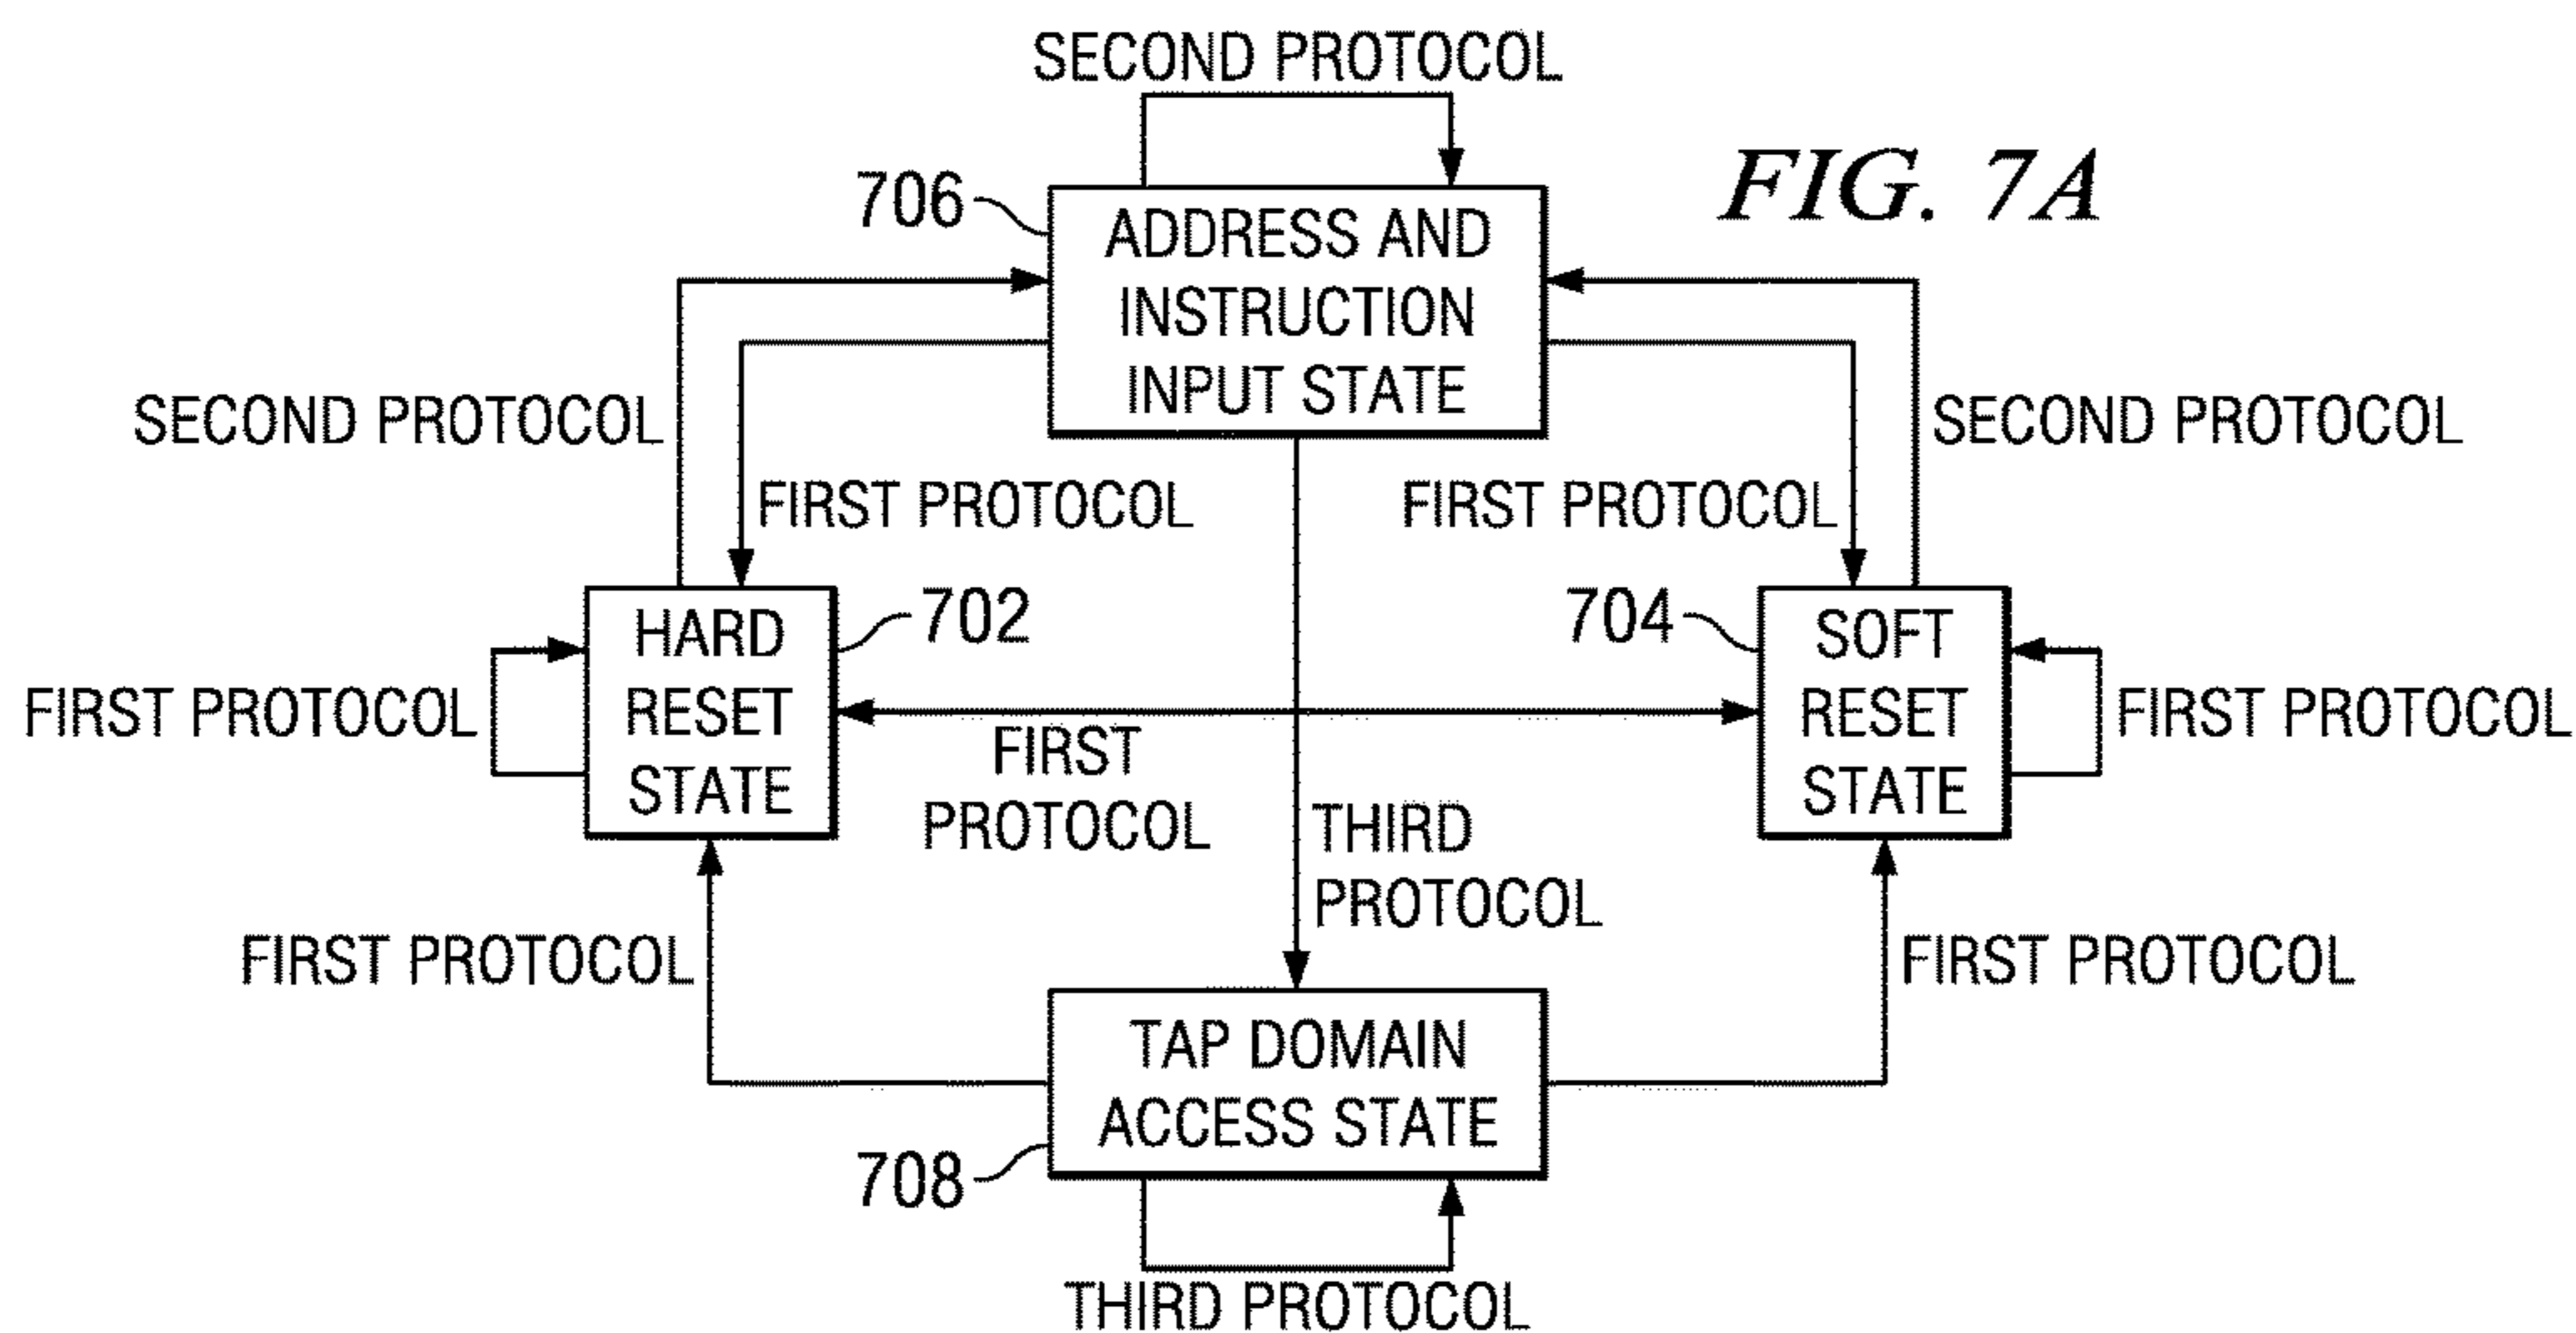 SECOND PROTOCOL
FIG. 7A
706
ADDRESS AND
INSTRUCTION
INPUT STATE
SECOND PROTOCOL
SECOND PROTOCOL
FIRST PROTOCOL
FIRST PROTOCOL
HARD
RESET
STATE
702
704
SOFT
RESET
STATE
FIRST PROTOCOL
FIRST PROTOCOL
FIRST
PROTOCOL
THIRD
PROTOCOL
FIRST PROTOCOL
FIRST PROTOCOL
TAP DOMAIN
ACCESS STATE
708
THIRD PROTOCOL